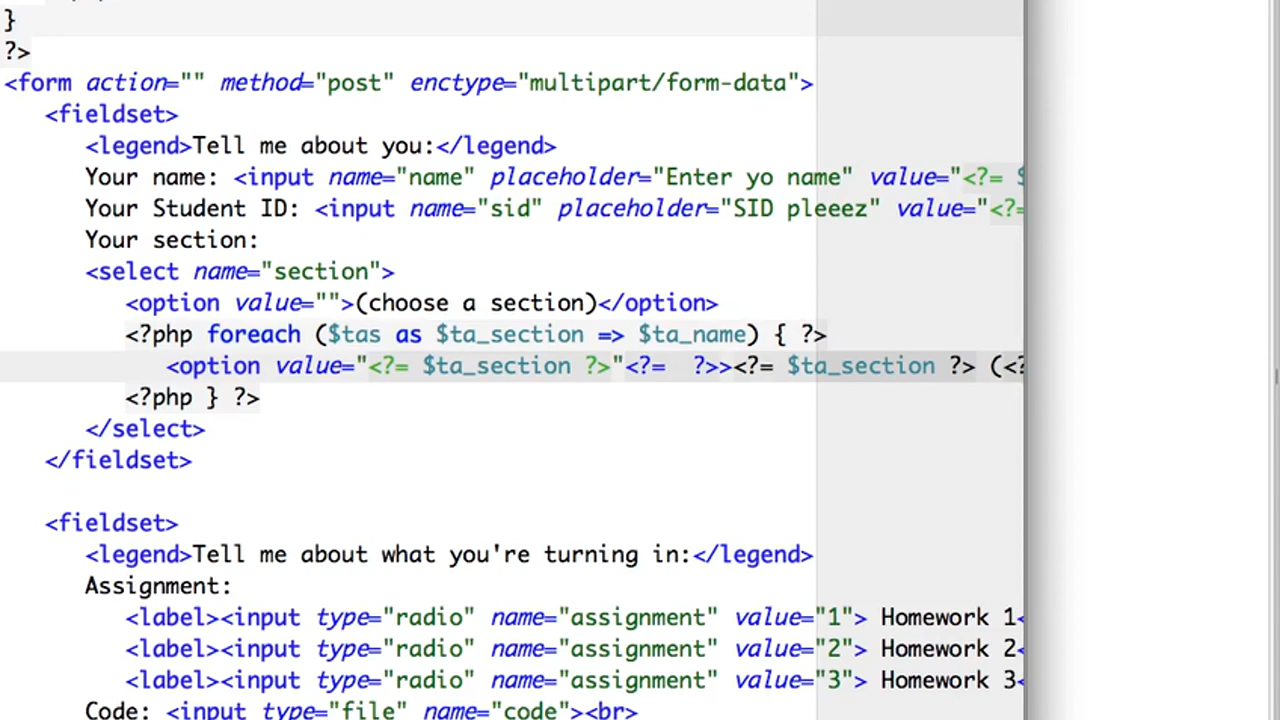 }
?>
<form action="" method="post" enctype="multipart/form-data">
<fieldset>
<legend>Tell me about you:</legend>
Your name: <input name="name" placeholder="Enter yo name" value="<?= $
Your Student ID: <input name="sid" placeholder="SID pleeez" value="<?=
Your section:
<select name="section">
<option value="">(choose a section)</option>
<?php foreach ($tas as $ta_section => $ta_name) { ?>
<option value="<?= $ta_section ?>"<?=  ?>><?= $ta_section ?> (<?
<?php } ?>
</select>
</fieldset>
<fieldset>
<legend>Tell me about what you're turning in:</legend>
Assignment:
<label><input type="radio" name="assignment" value="1"> Homework 1<
<label><input type="radio" name="assignment" value="2"> Homework 2<
<label><input type="radio" name="assignment" value="3"> Homework 3<
Code: <input type="file" name="code"><br>